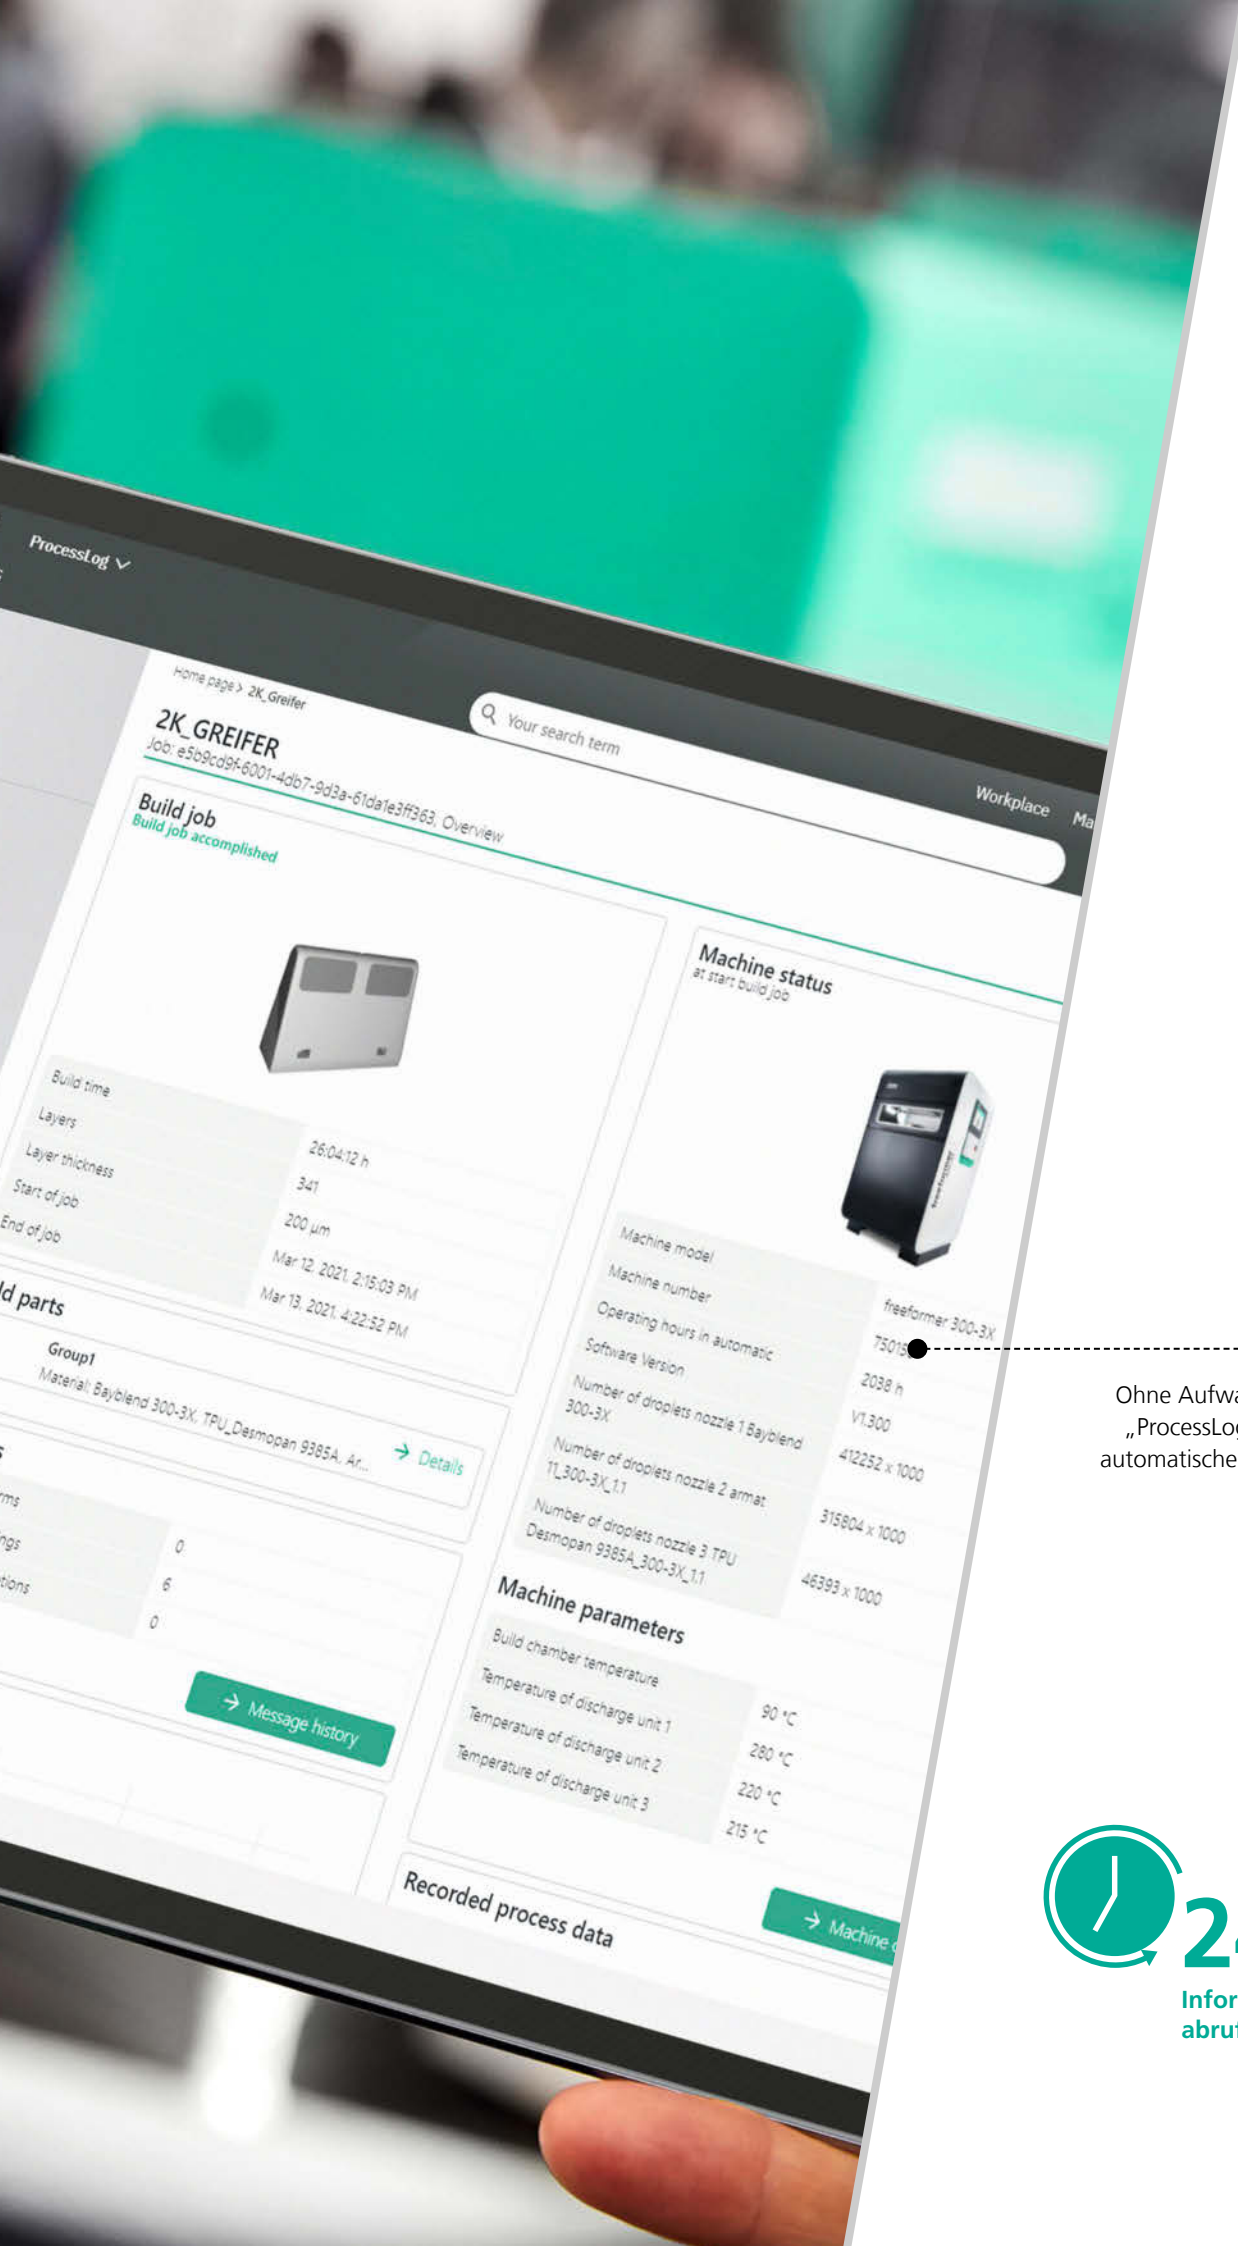 ProcessLog
Home page > 2K_Greifer
Your search term
Workplace
2K_GREIFER
Job: e5b9cd9f-6001-4db7-9d3a-61da1e3ff363, Overview
Build job
Build job accomplished
Build time 26:04:12 h
Layers 341
Layer thickness 200 µm
Start of job Mar 12, 2021, 2:15:03 PM
End of job Mar 13, 2021, 4:22:52 PM
parts
Group1
Material: Bayblend 300-3X, TPU_Desmopan 9385A, Ar...
→ Details
0
6
0
→ Message history
Machine status
at start build job
freeformer
Machine model freeformer 300-3X
Machine number 75015
Operating hours in automatic 2038 h
Software Version V1.300
Number of droplets nozzle 1 Bayblend 412252 x 1000
300-3X
Number of droplets nozzle 2 armat 315804 x 1000
11_300-3X_1.1
Number of droplets nozzle 3 TPU 46393 x 1000
Desmopan 9385A_300-3X_1.1
Machine parameters
Build chamber temperature 90 °C
Temperature of discharge unit 1 280 °C
Temperature of discharge unit 2 220 °C
Temperature of discharge unit 3 215 °C
→ Machine
Recorded process data
Ohne Aufwa
„ProcessLog
automatische
24
Infor
abruf